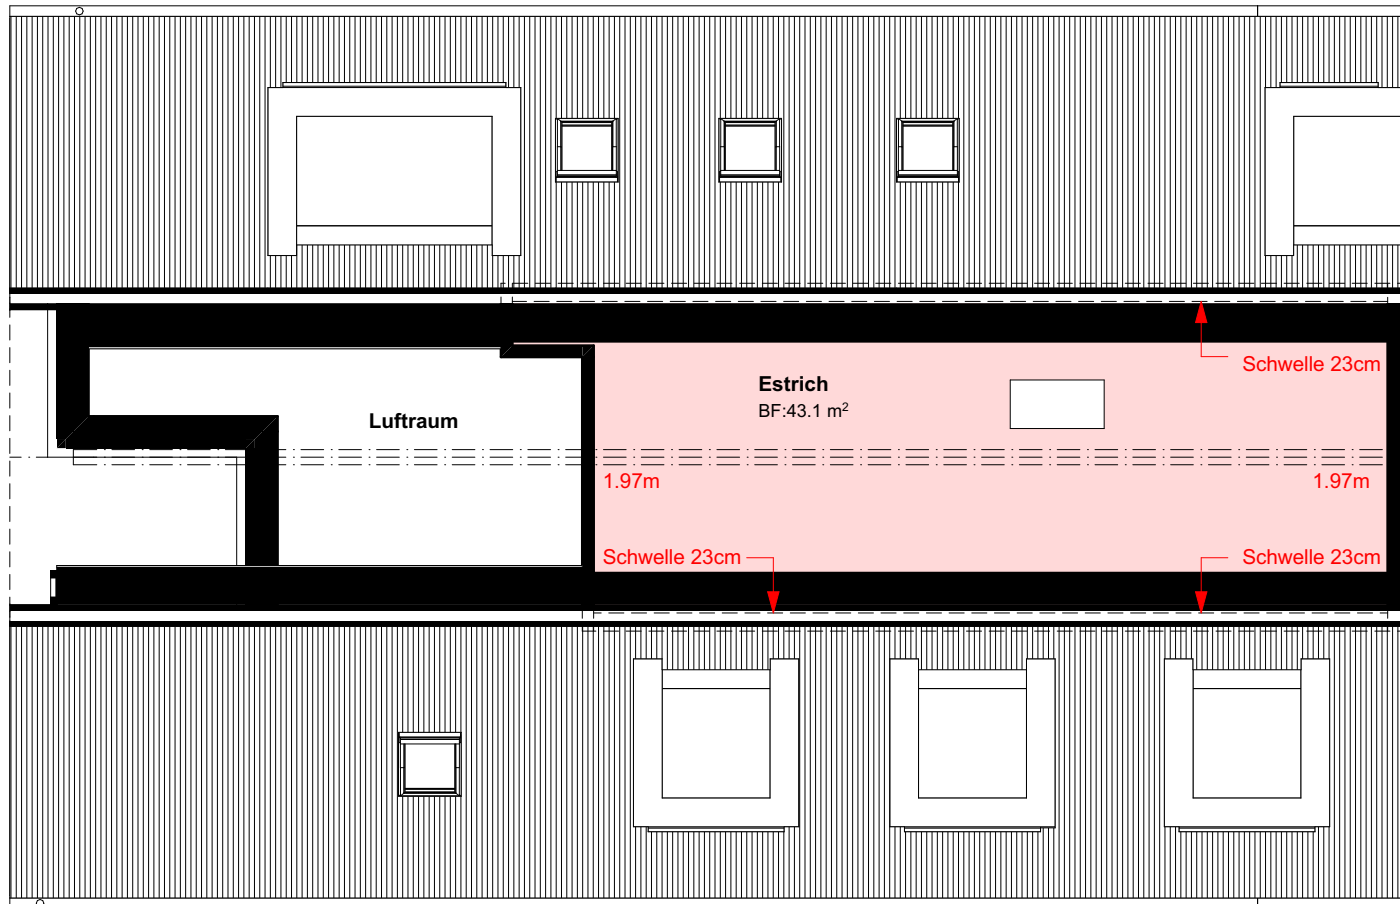 Schwelle 23cm
Estrich
BF:43.1 m²
Luftraum
1.97m
1.97m
Schwelle 23cm
Schwelle 23cm